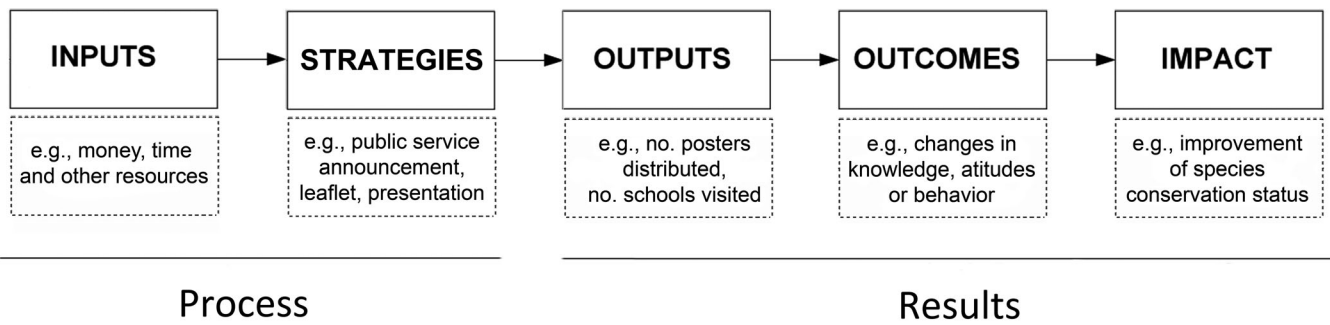 INPUTS
e.g., money, time
and other resources
STRATEGIES
e.g., public service
announcement,
leaflet, presentation
OUTPUTS
e.g., no. posters
distributed,
no. schools visited
OUTCOMES
e.g., changes in
knowledge, atitudes
or behavior
IMPACT
e.g., improvement
of species
conservation status
Process
Results